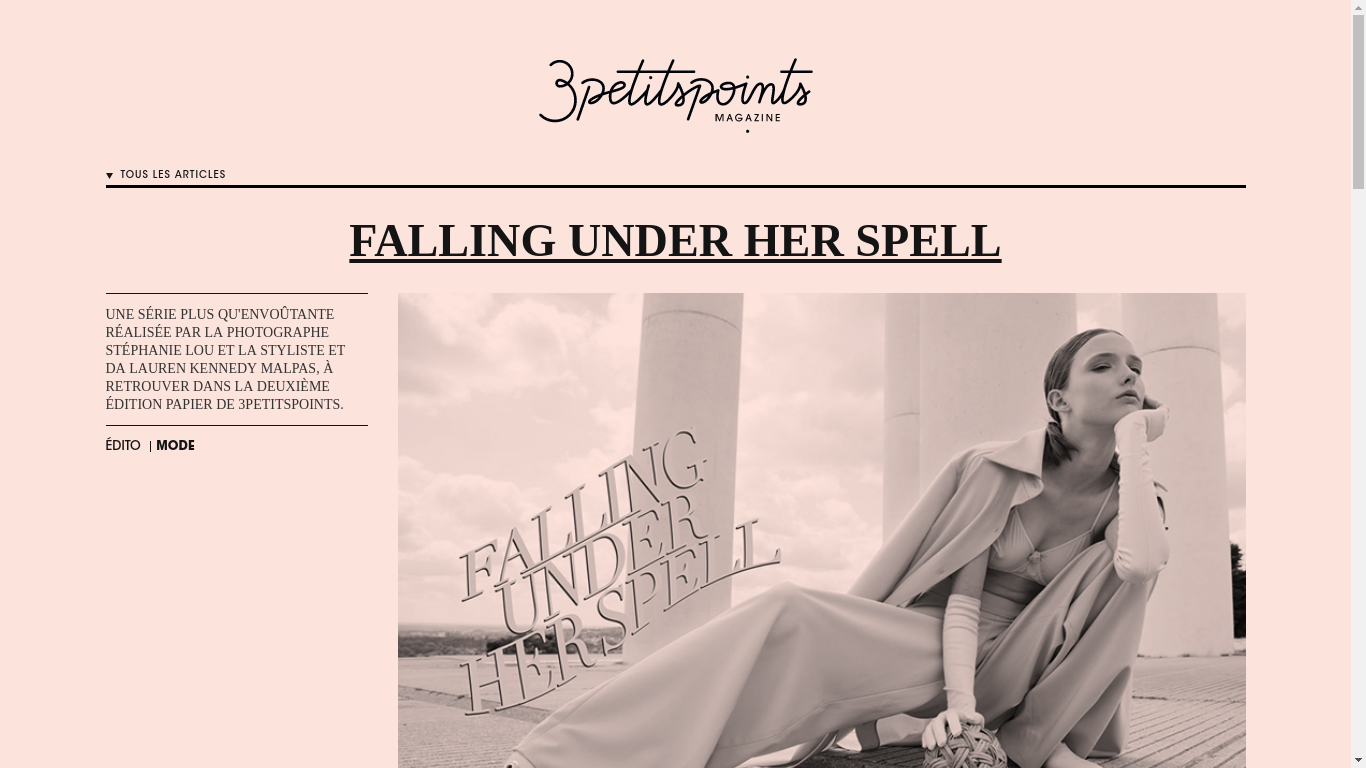 3petitspoints
MAGAZINE
▼ TOUS LES ARTICLES
FALLING UNDER HER SPELL
UNE SÉRIE PLUS QU'ENVOÛTANTE
RÉALISÉE PAR LA PHOTOGRAPHE
STÉPHANIE LOU ET LA STYLISTE ET
DA LAUREN KENNEDY MALPAS, À
RETROUVER DANS LA DEUXIÈME
ÉDITION PAPIER DE 3PETITSPOINTS.
ÉDITO | MODE
FALLING
UNDER
HER SPELL